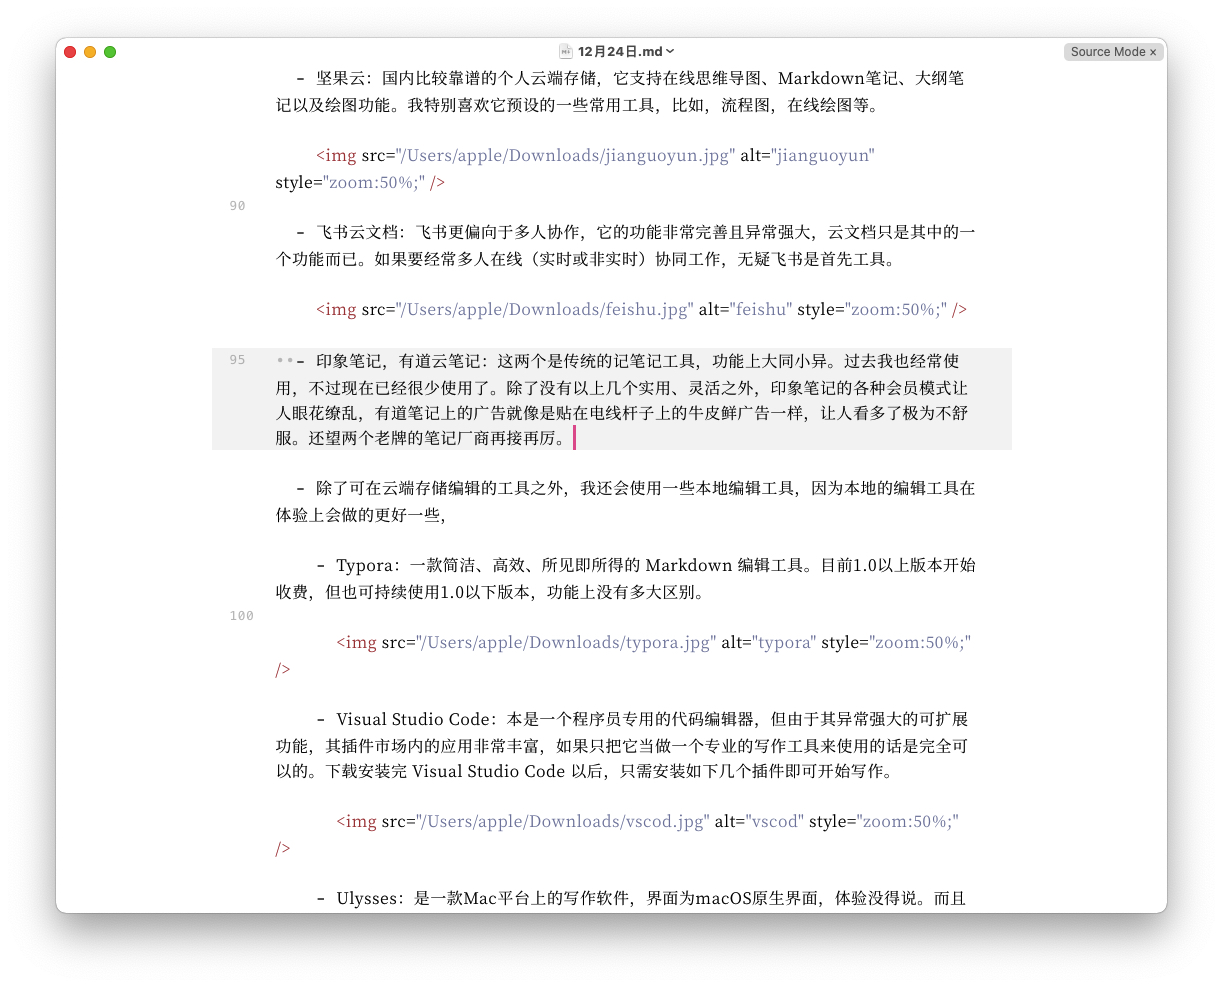 12月24日.md
Source Mode ×
- 坚果云：国内比较靠谱的个人云端存储，它支持在线思维导图、Markdown笔记、大纲笔
记以及绘图功能。我特别喜欢它预设的一些常用工具，比如，流程图，在线绘图等。
<img src="/Users/apple/Downloads/jianguoyun.jpg" alt="jianguoyun"
style="zoom:50%;" />
90
- 飞书云文档：飞书更偏向于多人协作，它的功能非常完善且异常强大，云文档只是其中的一
个功能而已。如果要经常多人在线（实时或非实时）协同工作，无疑飞书是首先工具。
<img src="/Users/apple/Downloads/feishu.jpg" alt="feishu" style="zoom:50%;" />
95 - 印象笔记，有道云笔记：这两个是传统的记笔记工具，功能上大同小异。过去我也经常使
用，不过现在已经很少使用了。除了没有以上几个实用、灵活之外，印象笔记的各种会员模式让
人眼花缭乱，有道笔记上的广告就像是贴在电线杆子上的牛皮鲜广告一样，让人看多了极为不舒
服。还望两个老牌的笔记厂商再接再厉。
- 除了可在云端存储编辑的工具之外，我还会使用一些本地编辑工具，因为本地的编辑工具在
体验上会做的更好一些，
- Typora：一款简洁、高效、所见即所得的 Markdown 编辑工具。目前1.0以上版本开始
收费，但也可持续使用1.0以下版本，功能上没有多大区别。
100
<img src="/Users/apple/Downloads/typora.jpg" alt="typora" style="zoom:50%;"
/>
- Visual Studio Code：本是一个程序员专用的代码编辑器，但由于其异常强大的可扩展
功能，其插件市场内的应用非常丰富，如果只把它当做一个专业的写作工具来使用的话是完全可
以的。下载安装完 Visual Studio Code 以后，只需安装如下几个插件即可开始写作。
<img src="/Users/apple/Downloads/vscod.jpg" alt="vscod" style="zoom:50%;"
/>
- Ulysses：是一款Mac平台上的写作软件，界面为macOS原生界面，体验没得说。而且